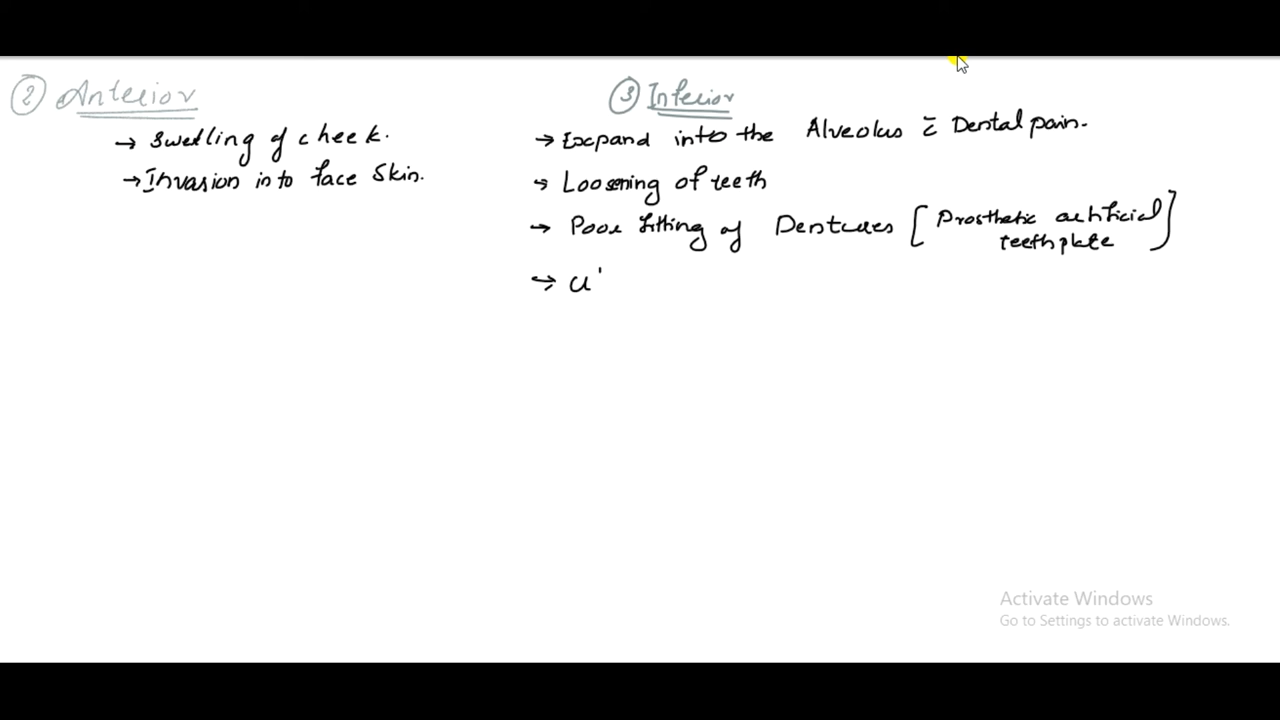 ② Anterior
→ Swelling of cheek.
→ Invasion into face Skin.
③ Inferior
→ Expand into the Alveolus c̄ Dental pain.
→ Loosening of teeth
→ Poor fitting of Dentures [Prosthetic artificial
teeth plate]
Activate Windows
Go to Settings to activate Windows.